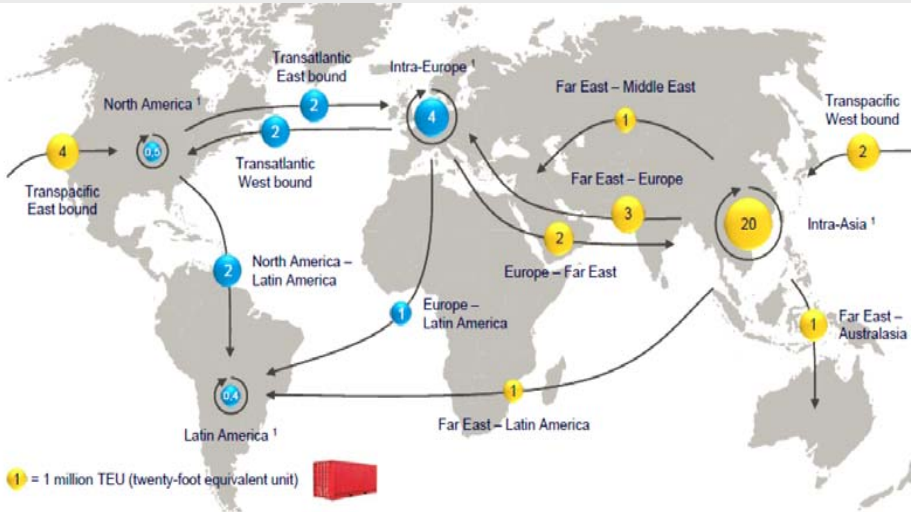 Transatlantic
East bound
2
Intra-Europe 1
4
North America 1
0,5
2
Transatlantic
West bound
Far East – Middle East
1
Transpacific
West bound
2
4
Transpacific
East bound
Far East – Europe
3
20
Intra-Asia 1
2
Europe – Far East
2
North America –
Latin America
1
Europe –
Latin America
1
Far East –
Australasia
0,4
Latin America 1
1
Far East – Latin America
1 = 1 million TEU (twenty-foot equivalent unit)